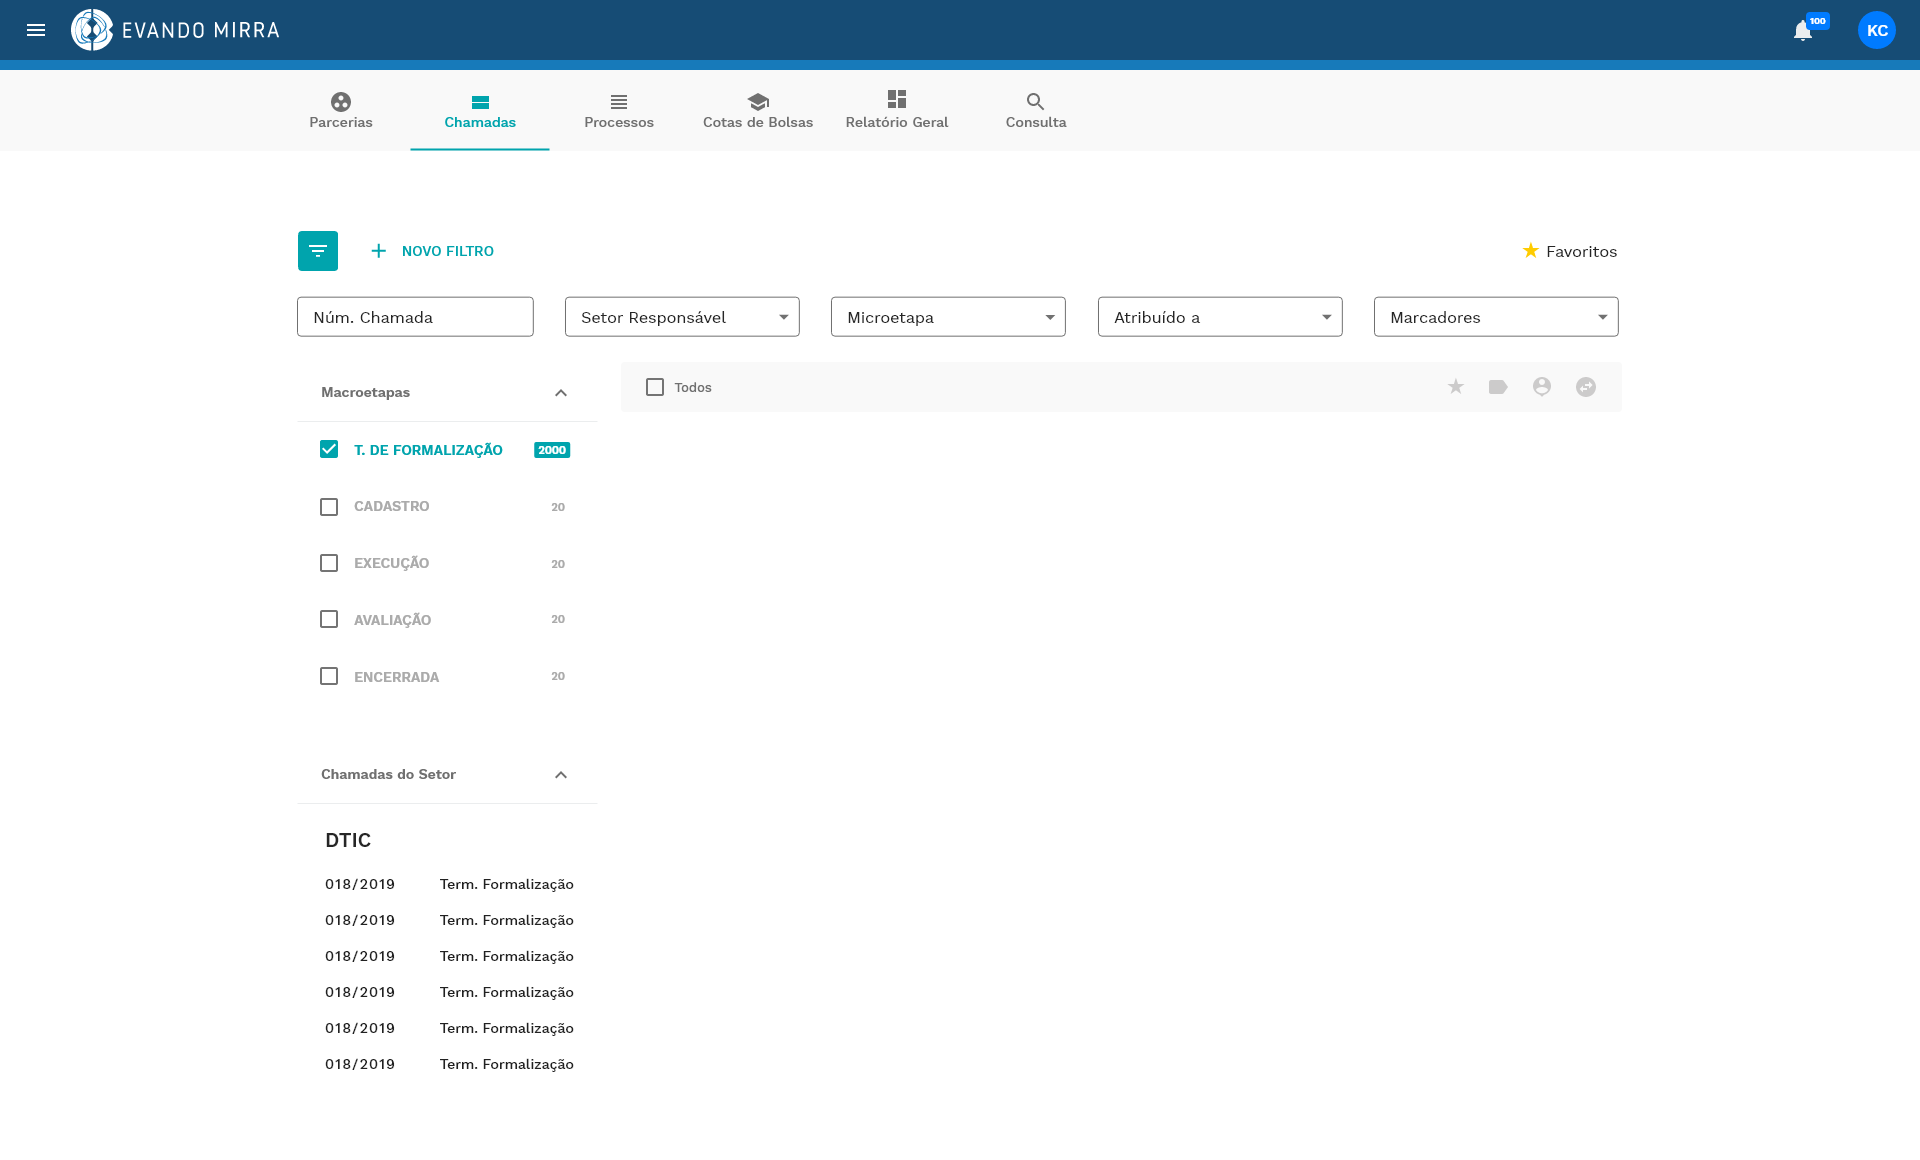 EVANDO MIRRA
100
KC
Parcerias
Chamadas
Processos
Cotas de Bolsas
Relatório Geral
Consulta
NOVO FILTRO
Favoritos
Núm. Chamada
Setor Responsável
Microetapa
Atribuído a
Marcadores
Macroetapas
Todos
T. DE FORMALIZAÇÃO 2000
CADASTRO 20
EXECUÇÃO 20
AVALIAÇÃO 20
ENCERRADA 20
Chamadas do Setor
DTIC
018/2019 Term. Formalização
018/2019 Term. Formalização
018/2019 Term. Formalização
018/2019 Term. Formalização
018/2019 Term. Formalização
018/2019 Term. Formalização